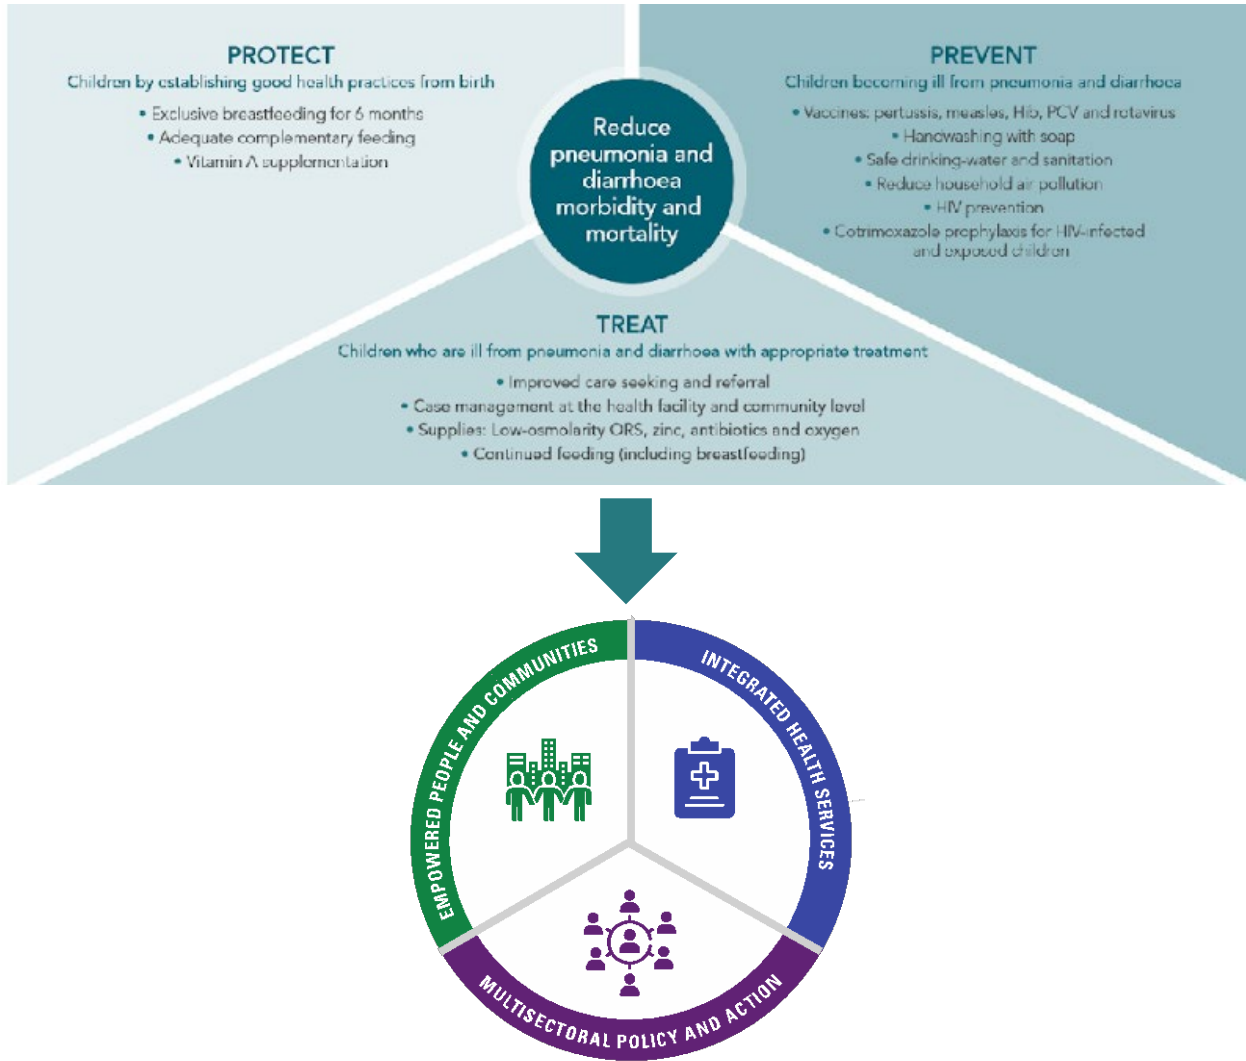 PROTECT
Children by establishing good health practices from birth
• Exclusive breastfeeding for 6 months
• Adequate complementary feeding
• Vitamin A supplementation
Reduce
pneumonia and
diarrhoea
morbidity and
mortality
PREVENT
Children becoming ill from pneumonia and diarrhoea
• Vaccines: pertussis, measles, Hib, PCV and rotavirus
• Handwashing with soap
• Safe drinking-water and sanitation
• Reduce household air pollution
• HIV prevention
• Cotrimoxazole prophylaxis for HIV-infected
and exposed children
TREAT
Children who are ill from pneumonia and diarrhoea with appropriate treatment
• Improved care seeking and referral
• Case management at the health facility and community level
• Supplies: Low-osmolarity ORS, zinc, antibiotics and oxygen
• Continued feeding (including breastfeeding)
EMPOWERED PEOPLE AND COMMUNITIES
INTEGRATED HEALTH SERVICES
MULTISECTORAL POLICY AND ACTION